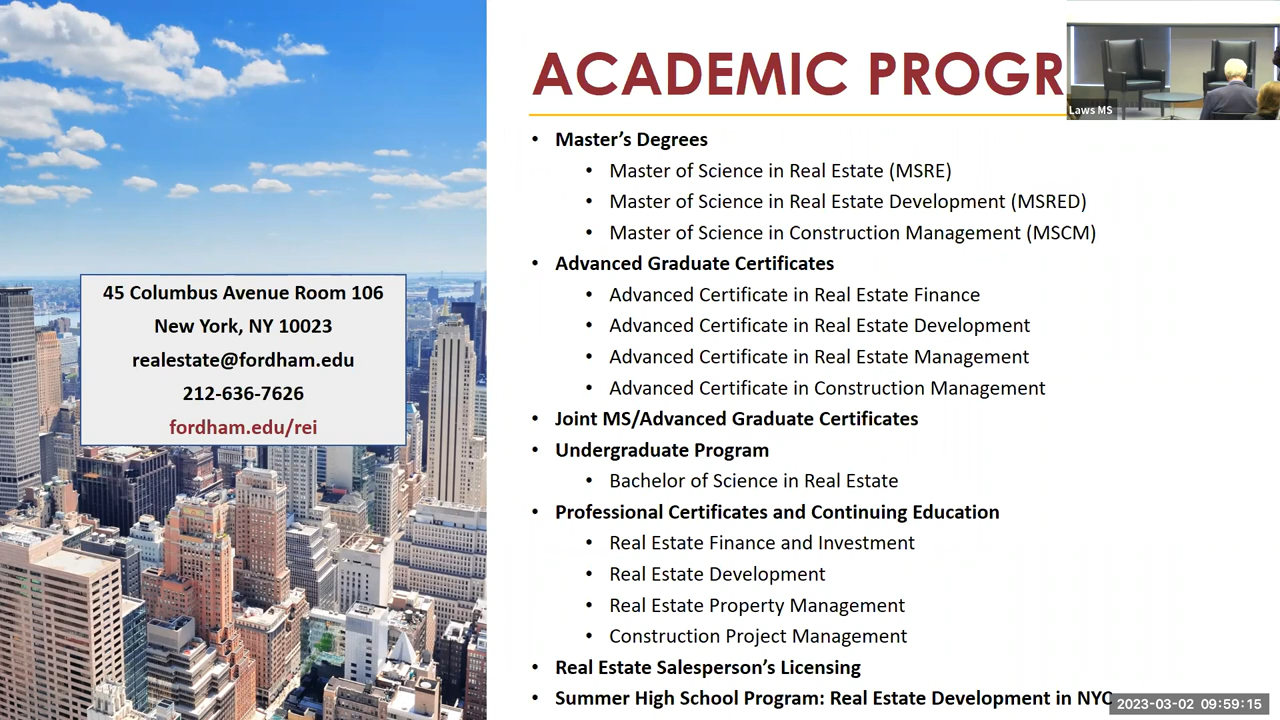 ACADEMIC PROGR
Laws MS
• Master’s Degrees
• Master of Science in Real Estate (MSRE)
• Master of Science in Real Estate Development (MSRED)
• Master of Science in Construction Management (MSCM)
• Advanced Graduate Certificates
• Advanced Certificate in Real Estate Finance
• Advanced Certificate in Real Estate Development
• Advanced Certificate in Real Estate Management
• Advanced Certificate in Construction Management
• Joint MS/Advanced Graduate Certificates
• Undergraduate Program
• Bachelor of Science in Real Estate
• Professional Certificates and Continuing Education
• Real Estate Finance and Investment
• Real Estate Development
• Real Estate Property Management
• Construction Project Management
• Real Estate Salesperson’s Licensing
• Summer High School Program: Real Estate Development in NYC
45 Columbus Avenue Room 106
New York, NY 10023
realestate@fordham.edu
212-636-7626
fordham.edu/rei
2023-03-02 09:59:15